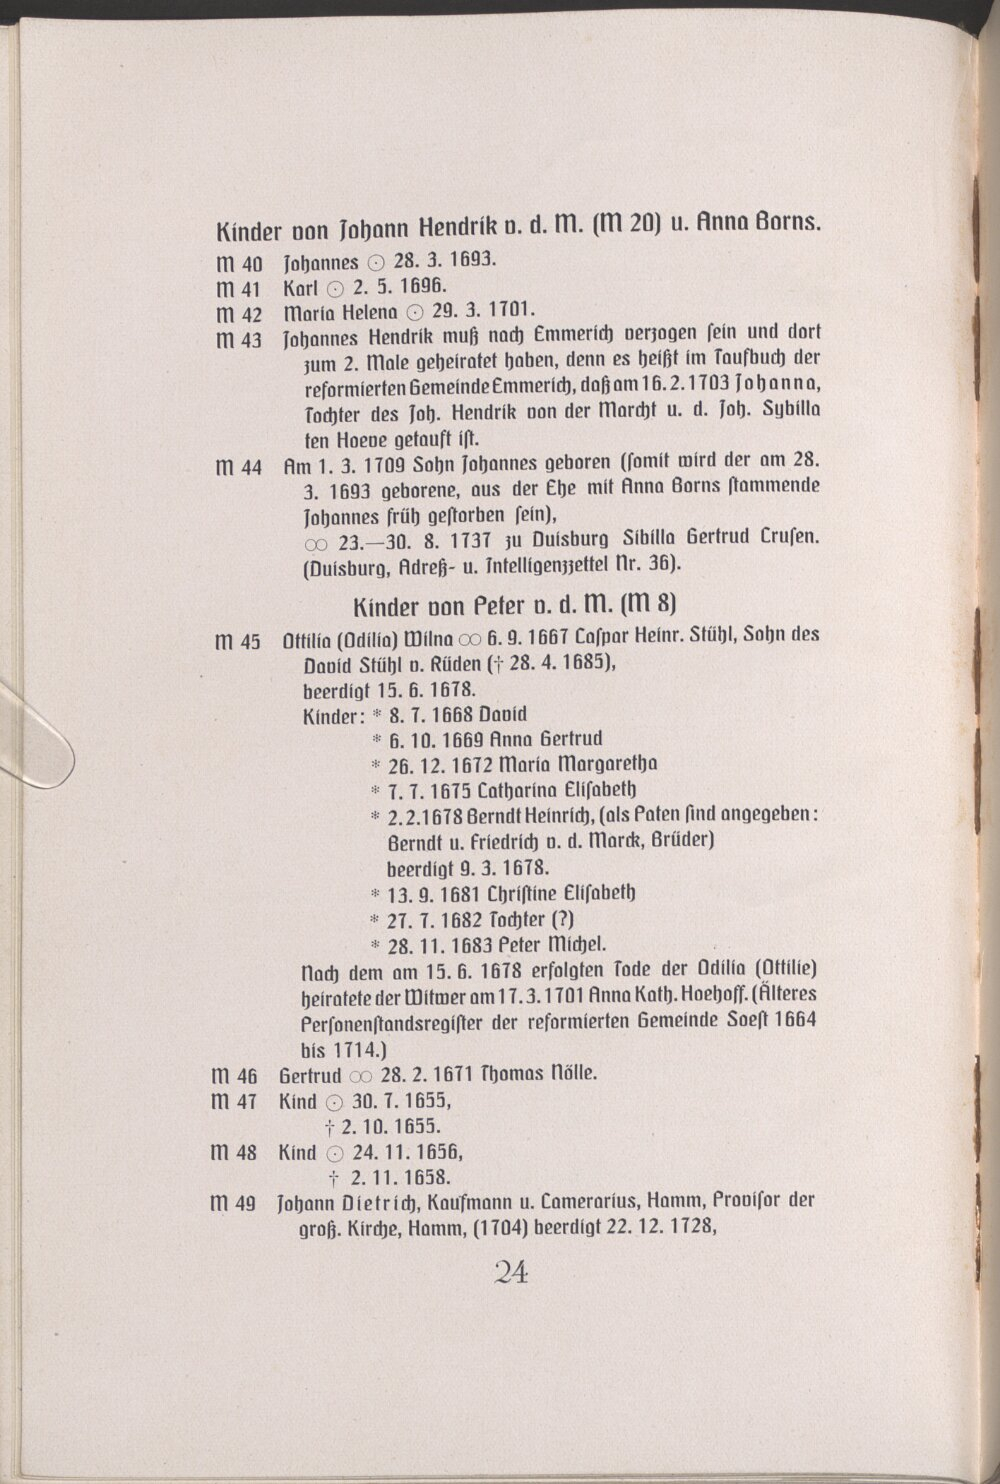 Kinder von Johann Hendrik v. d. M. (M 20) u. Anna Borns.
M 40 Johannes ⊙ 28. 3. 1693.
M 41 Karl ⊙ 2. 5. 1696.
M 42 Maria Helena ⊙ 29. 3. 1701.
M 43 Johannes Hendrik muß nach Emmerich verzogen sein und dort
zum 2. Male geheiratet haben, denn es heißt im Taufbuch der
reformierten Gemeinde Emmerich, daß am 16. 2. 1703 Johanna,
Tochter des Joh. Hendrik von der Marcht u. d. Joh. Sybilla
ten Hoeve getauft ist.
M 44 Am 1. 3. 1709 Sohn Johannes geboren (somit wird der am 28.
3. 1693 geborene, aus der Ehe mit Anna Borns stammende
Johannes früh gestorben sein),
∞ 23.—30. 8. 1737 zu Duisburg Sibilla Gertrud Crusen.
(Duisburg, Adreß- u. Intelligenzzettel Nr. 36).
Kinder von Peter v. d. M. (M 8)
M 45 Ottilia (Odilia) Wilna ∞ 6. 9. 1667 Caspar Heinr. Stühl, Sohn des
David Stühl v. Rüden († 28. 4. 1685),
beerdigt 15. 6. 1678.
Kinder: * 8. 7. 1668 David
* 6. 10. 1669 Anna Gertrud
* 26. 12. 1672 Maria Margaretha
* 7. 7. 1675 Catharina Elisabeth
* 2. 2. 1678 Berndt Heinrich, (als Paten sind angegeben:
Berndt u. Friedrich v. d. Marck, Brüder)
beerdigt 9. 3. 1678.
* 13. 9. 1681 Christine Elisabeth
* 27. 7. 1682 Tochter (?)
* 28. 11. 1683 Peter Michel.
Nach dem am 15. 6. 1678 erfolgten Tode der Odilia (Ottilie)
heiratete der Witwer am 17. 3. 1701 Anna Kath. Hoehoff. (Älteres
Personenstandsregister der reformierten Gemeinde Soest 1664
bis 1714.)
M 46 Gertrud ∞ 28. 2. 1671 Thomas Nölle.
M 47 Kind ⊙ 30. 7. 1655,
† 2. 10. 1655.
M 48 Kind ⊙ 24. 11. 1656,
† 2. 11. 1658.
M 49 Johann Dietrich, Kaufmann u. Camerarius, Hamm, Provisor der
groß. Kirche, Hamm, (1704) beerdigt 22. 12. 1728,
24